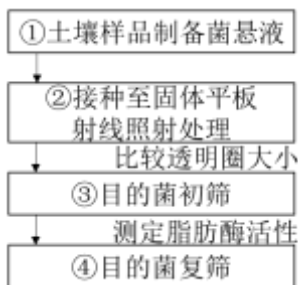 ①土壤样品制备菌悬液
②接种至固体平板
射线照射处理
比较透明圈大小
③目的菌初筛
测定脂肪酶活性
④目的菌复筛